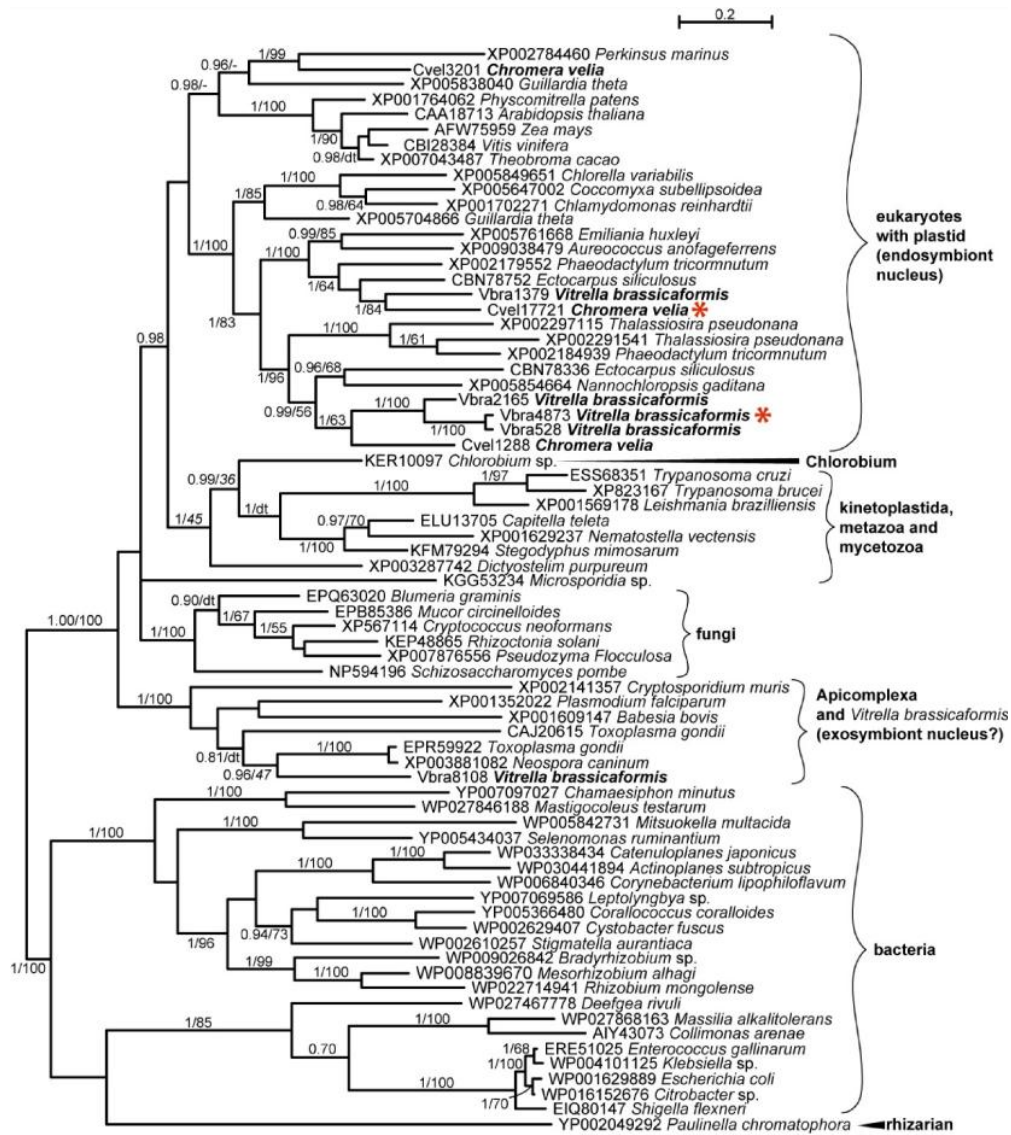 0.2
1/99
XP002784460 Perkinsus marinus
0.96/-
Cvel3201 Chromera velia
0.98/-
XP005838040 Guillardia theta
XP001764062 Physcomitrella patens
1/100
CAA18713 Arabidopsis thaliana
AFW75959 Zea mays
1/90
CBI28384 Vitis vinifera
0.98/dt
XP007043487 Theobroma cacao
1/100
XP005849651 Chlorella variabilis
1/85
XP005647002 Coccomyxa subellipsoidea
0.98/64
XP001702271 Chlamydomonas reinhardtii
XP005704866 Guillardia theta
1/100
0.99/85
XP005761668 Emiliania huxleyi
1/100
XP009038479 Aureococcus anofageferrens
XP002179552 Phaeodactylum tricormnutum
1/64
CBN78752 Ectocarpus siliculosus
Vbra1379 Vitrella brassicaformis
1/84
Cvel17721 Chromera velia *
1/83
1/100
XP002297115 Thalassiosira pseudonana
1/61
XP002291541 Thalassiosira pseudonana
XP002184939 Phaeodactylum tricormnutum
1/96
0.96/68
CBN78336 Ectocarpus siliculosus
XP005854664 Nannochloropsis gaditana
0.99/56
1/100
Vbra2165 Vitrella brassicaformis
1/63
Vbra4873 Vitrella brassicaformis *
1/100
Vbra528 Vitrella brassicaformis
Cvel1288 Chromera velia
eukaryotes
with plastid
(endosymbiont
nucleus)
0.98
KER10097 Chlorobium sp.
Chlorobium
0.99/36
1/97
ESS68351 Trypanosoma cruzi
1/100
XP823167 Trypanosoma brucei
XP001569178 Leishmania brazilliensis
1/45
1/dt
0.97/70
ELU13705 Capitella teleta
XP001629237 Nematostella vectensis
1/100
KFM79294 Stegodyphus mimosarum
XP003287742 Dictyostelim purpureum
kinetoplastida,
metazoa and
mycetozoa
KGG53234 Microsporidia sp.
0.90/dt
EPQ63020 Blumeria graminis
1/67
EPB85386 Mucor circinelloides
1.00/100
1/55
XP567114 Cryptococcus neoformans
1/100
KEP48865 Rhizoctonia solani
XP007876556 Pseudozyma Flocculosa
NP594196 Schizosaccharomyces pombe
fungi
1/100
XP002141357 Cryptosporidium muris
XP001352022 Plasmodium falciparum
XP001609147 Babesia bovis
CAJ20615 Toxoplasma gondii
0.81/dt
1/100
EPR59922 Toxoplasma gondii
XP003881082 Neospora caninum
0.96/47
Vbra8108 Vitrella brassicaformis
Apicomplexa
and Vitrella brassicaformis
(exosymbiont nucleus?)
1/100
YP007097027 Chamaesiphon minutus
WP027846188 Mastigocoleus testarum
1/100
1/100
WP005842731 Mitsuokella multacida
YP005434037 Selenomonas ruminantium
1/100
1/100
WP033338434 Catenuloplanes japonicus
WP030441894 Actinoplanes subtropicus
WP006840346 Corynebacterium lipophiloflavum
YP007069586 Leptolyngbya sp.
1/100
YP005366480 Corallococcus coralloides
1/96
0.94/73
WP002629407 Cystobacter fuscus
WP002610257 Stigmatella aurantiaca
1/99
WP009026842 Bradyrhizobium sp.
1/100
WP008839670 Mesorhizobium alhagi
WP022714941 Rhizobium mongolense
1/100
WP027467778 Deefgea rivuli
1/85
1/100
WP027868163 Massilia alkalitolerans
AIY43073 Collimonas arenae
0.70
1/68
ERE51025 Enterococcus gallinarum
1/100
WP004101125 Klebsiella sp.
1/100
WP001629889 Escherichia coli
WP016152676 Citrobacter sp.
1/70
EIQ80147 Shigella flexneri
bacteria
YP002049292 Paulinella chromatophora
rhizarian